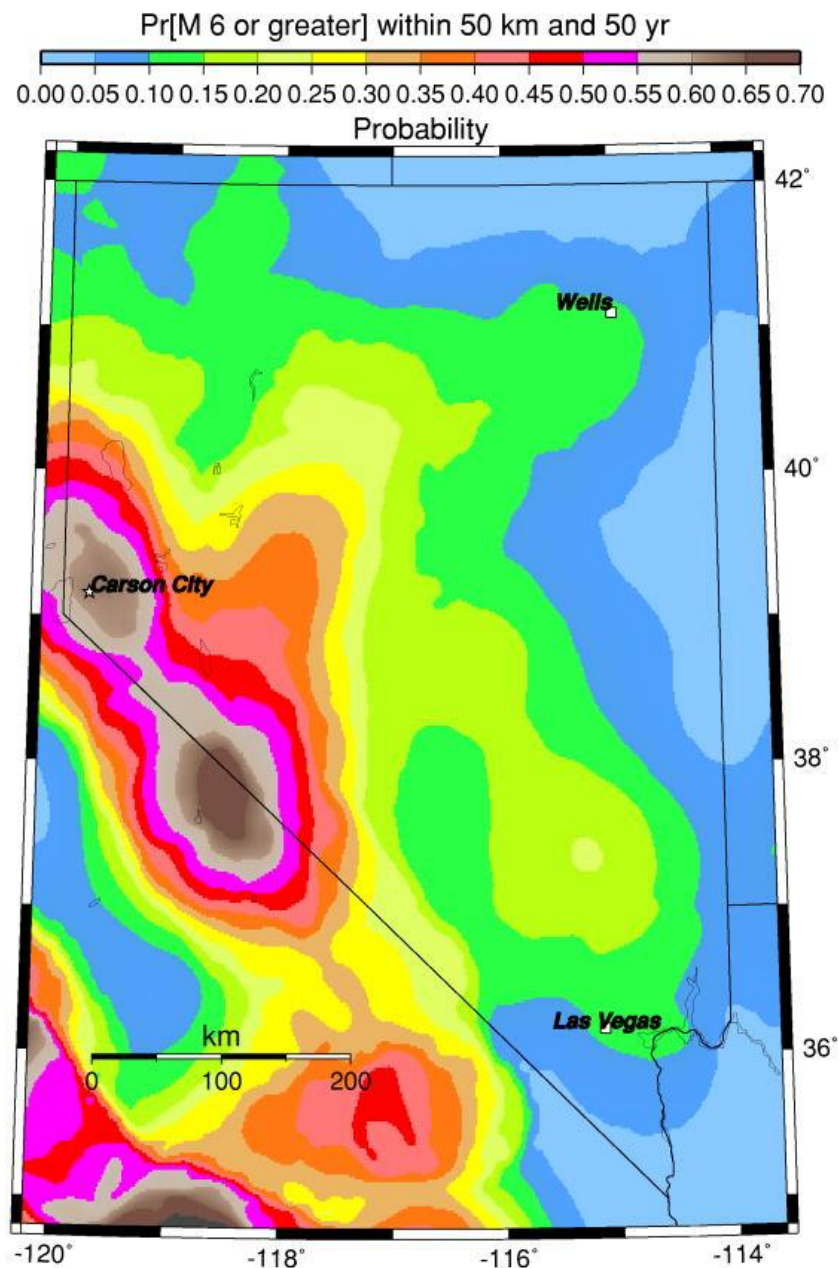 Pr[M 6 or greater] within 50 km and 50 yr
0.00 0.05 0.10 0.15 0.20 0.25 0.30 0.35 0.40 0.45 0.50 0.55 0.60 0.65 0.70
Probability
42°
Wells
40°
Carson City
38°
Las Vegas
km
36°
0 100 200
-120° -118° -116° -114°